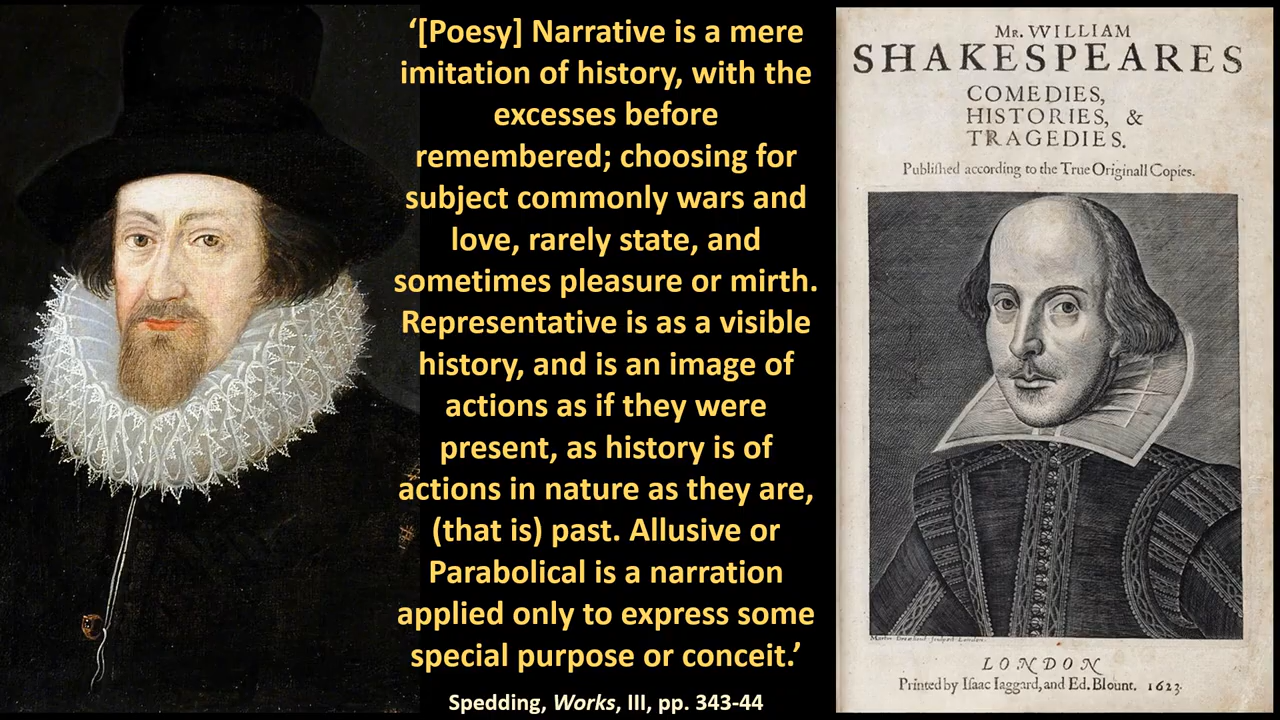 ‘[Poesy] Narrative is a mere
imitation of history, with the
excesses before
remembered; choosing for
subject commonly wars and
love, rarely state, and
sometimes pleasure or mirth.
Representative is as a visible
history, and is an image of
actions as if they were
present, as history is of
actions in nature as they are,
(that is) past. Allusive or
Parabolical is a narration
applied only to express some
special purpose or conceit.’
Spedding, Works, III, pp. 343-44
Mr. WILLIAM
SHAKESPEARES
COMEDIES,
HISTORIES, &
TRAGEDIES.
Publiſhed according to the True Originall Copies.
LONDON
Printed by Iſaac Iaggard, and Ed. Blount. 1623.